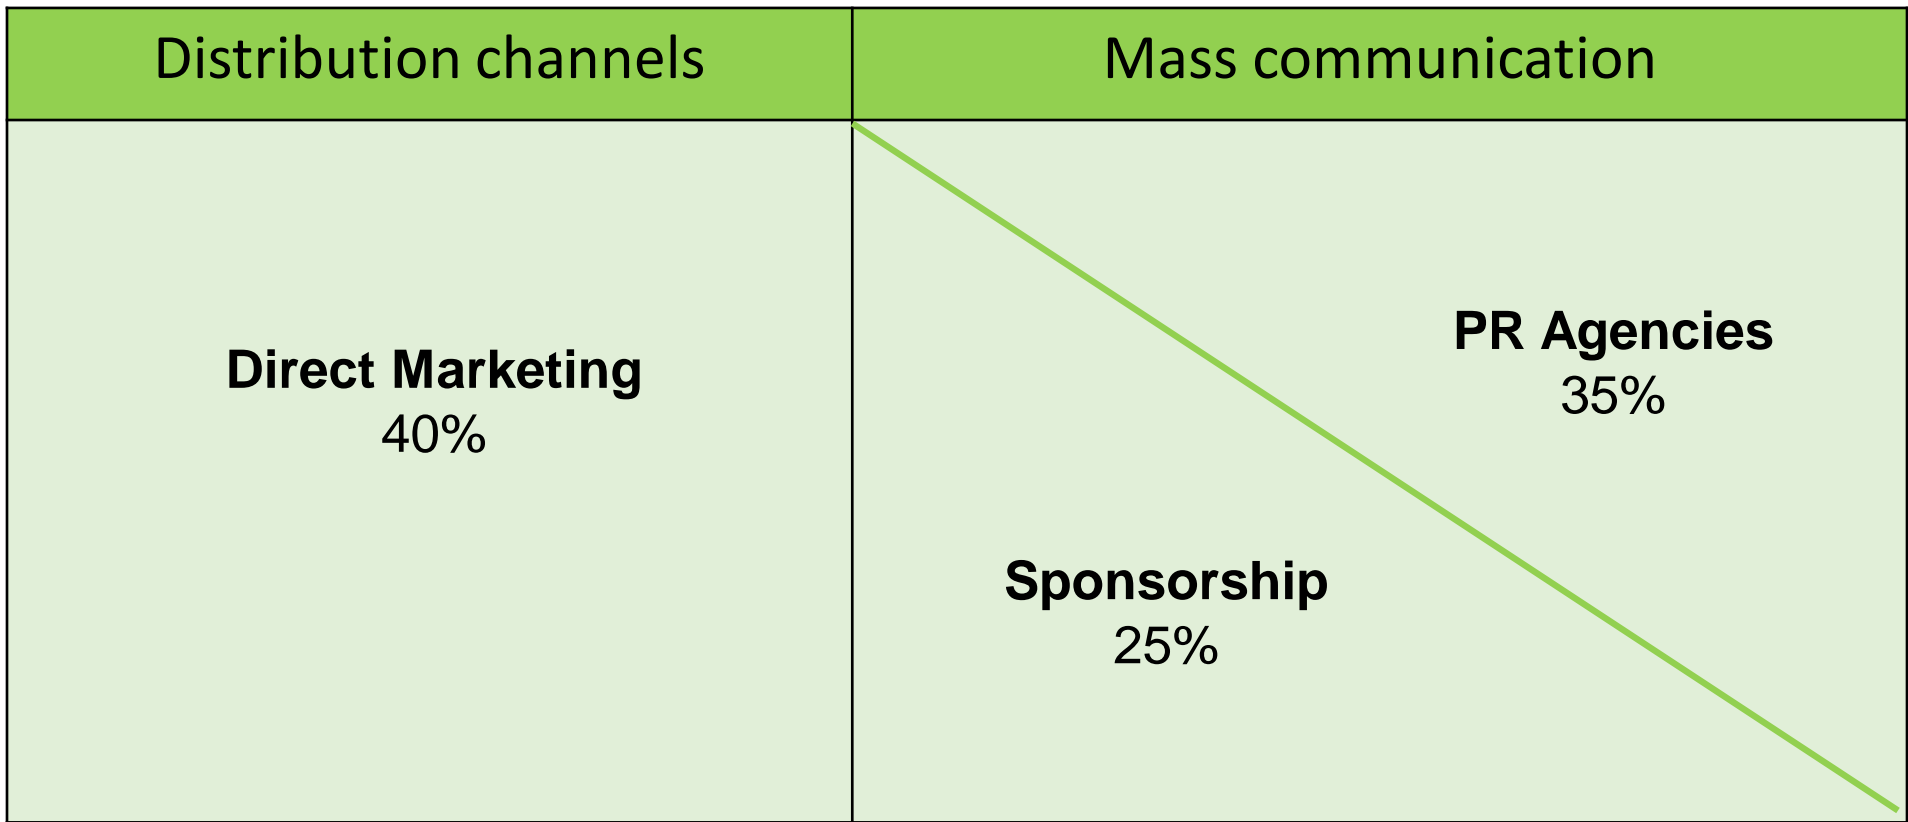 Distribution channels
Mass communication
Direct Marketing
40%
PR Agencies
35%
Sponsorship
25%